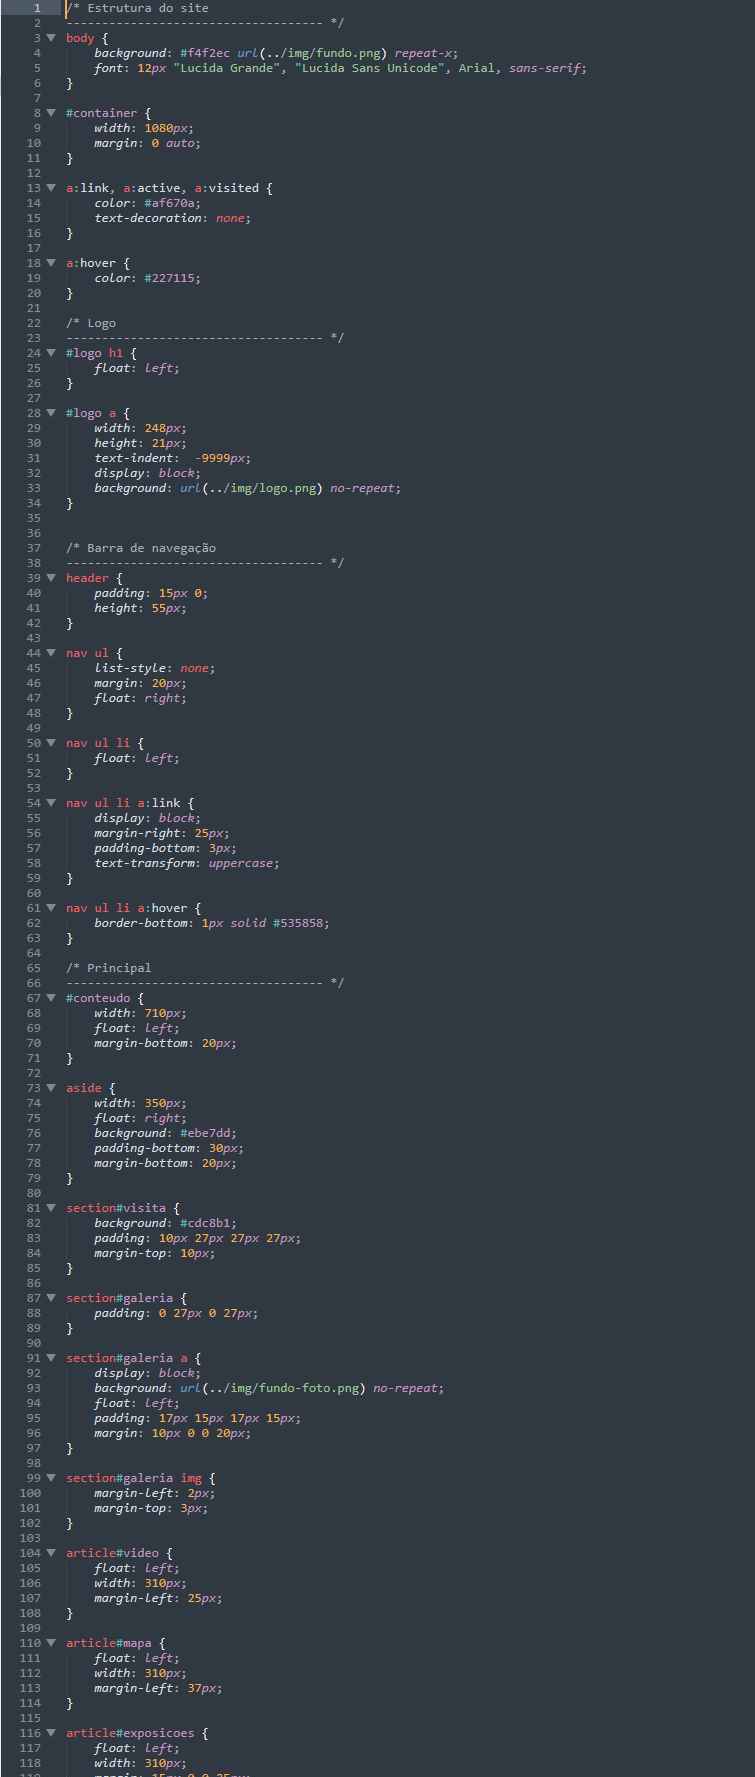 1 /* Estrutura do site
2 ------------------------------------ */
3 body {
4 background: #f4f2ec url(../img/fundo.png) repeat-x;
5 font: 12px "Lucida Grande", "Lucida Sans Unicode", Arial, sans-serif;
6 }
7
8 #container {
9 width: 1080px;
10 margin: 0 auto;
11 }
12
13 a:link, a:active, a:visited {
14 color: #af670a;
15 text-decoration: none;
16 }
17
18 a:hover {
19 color: #227115;
20 }
21
22 /* Logo
23 ------------------------------------ */
24 #logo h1 {
25 float: left;
26 }
27
28 #logo a {
29 width: 248px;
30 height: 21px;
31 text-indent:  -9999px;
32 display: block;
33 background: url(../img/logo.png) no-repeat;
34 }
35
36
37 /* Barra de navegação
38 ------------------------------------ */
39 header {
40 padding: 15px 0;
41 height: 55px;
42 }
43
44 nav ul {
45 list-style: none;
46 margin: 20px;
47 float: right;
48 }
49
50 nav ul li {
51 float: left;
52 }
53
54 nav ul li a:link {
55 display: block;
56 margin-right: 25px;
57 padding-bottom: 3px;
58 text-transform: uppercase;
59 }
60
61 nav ul li a:hover {
62 border-bottom: 1px solid #535858;
63 }
64
65 /* Principal
66 ------------------------------------ */
67 #conteudo {
68 width: 710px;
69 float: left;
70 margin-bottom: 20px;
71 }
72
73 aside {
74 width: 350px;
75 float: right;
76 background: #ebe7dd;
77 padding-bottom: 30px;
78 margin-bottom: 20px;
79 }
80
81 section#visita {
82 background: #cdc8b1;
83 padding: 10px 27px 27px 27px;
84 margin-top: 10px;
85 }
86
87 section#galeria {
88 padding: 0 27px 0 27px;
89 }
90
91 section#galeria a {
92 display: block;
93 background: url(../img/fundo-foto.png) no-repeat;
94 float: left;
95 padding: 17px 15px 17px 15px;
96 margin: 10px 0 0 20px;
97 }
98
99 section#galeria img {
100 margin-left: 2px;
101 margin-top: 3px;
102 }
103
104 article#video {
105 float: left;
106 width: 310px;
107 margin-left: 25px;
108 }
109
110 article#mapa {
111 float: left;
112 width: 310px;
113 margin-left: 37px;
114 }
115
116 article#exposicoes {
117 float: left;
118 width: 310px;